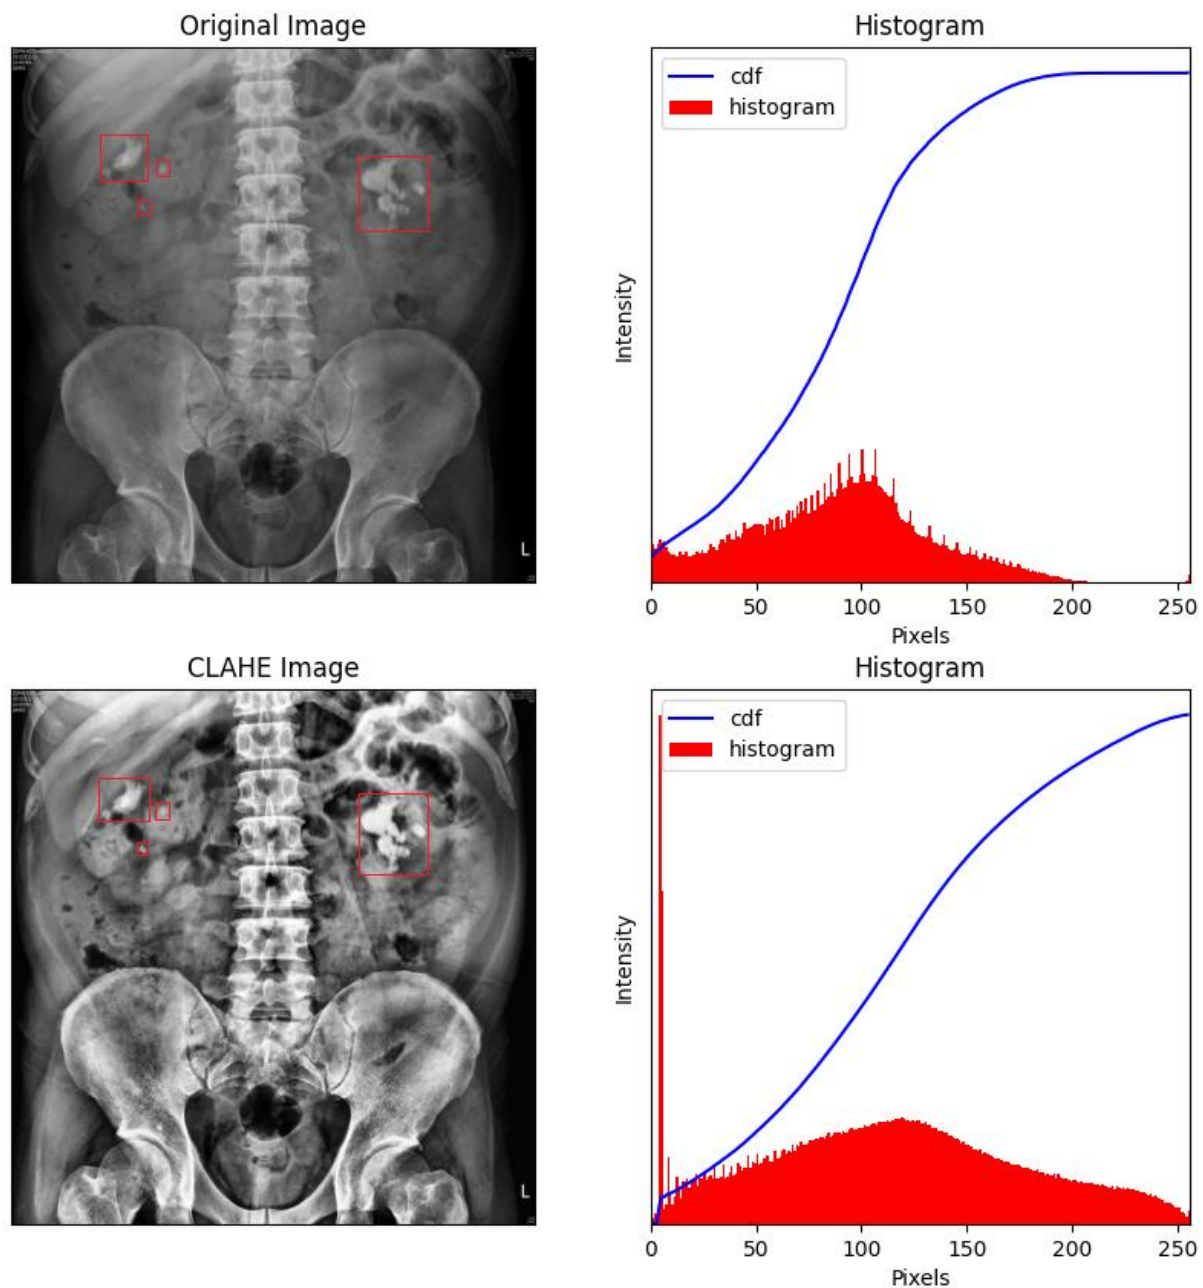 Original Image
Histogram
cdf
histogram
Intensity
L
0 50 100 150 200 250
Pixels
CLAHE Image
Histogram
cdf
histogram
Intensity
L
0 50 100 150 200 250
Pixels